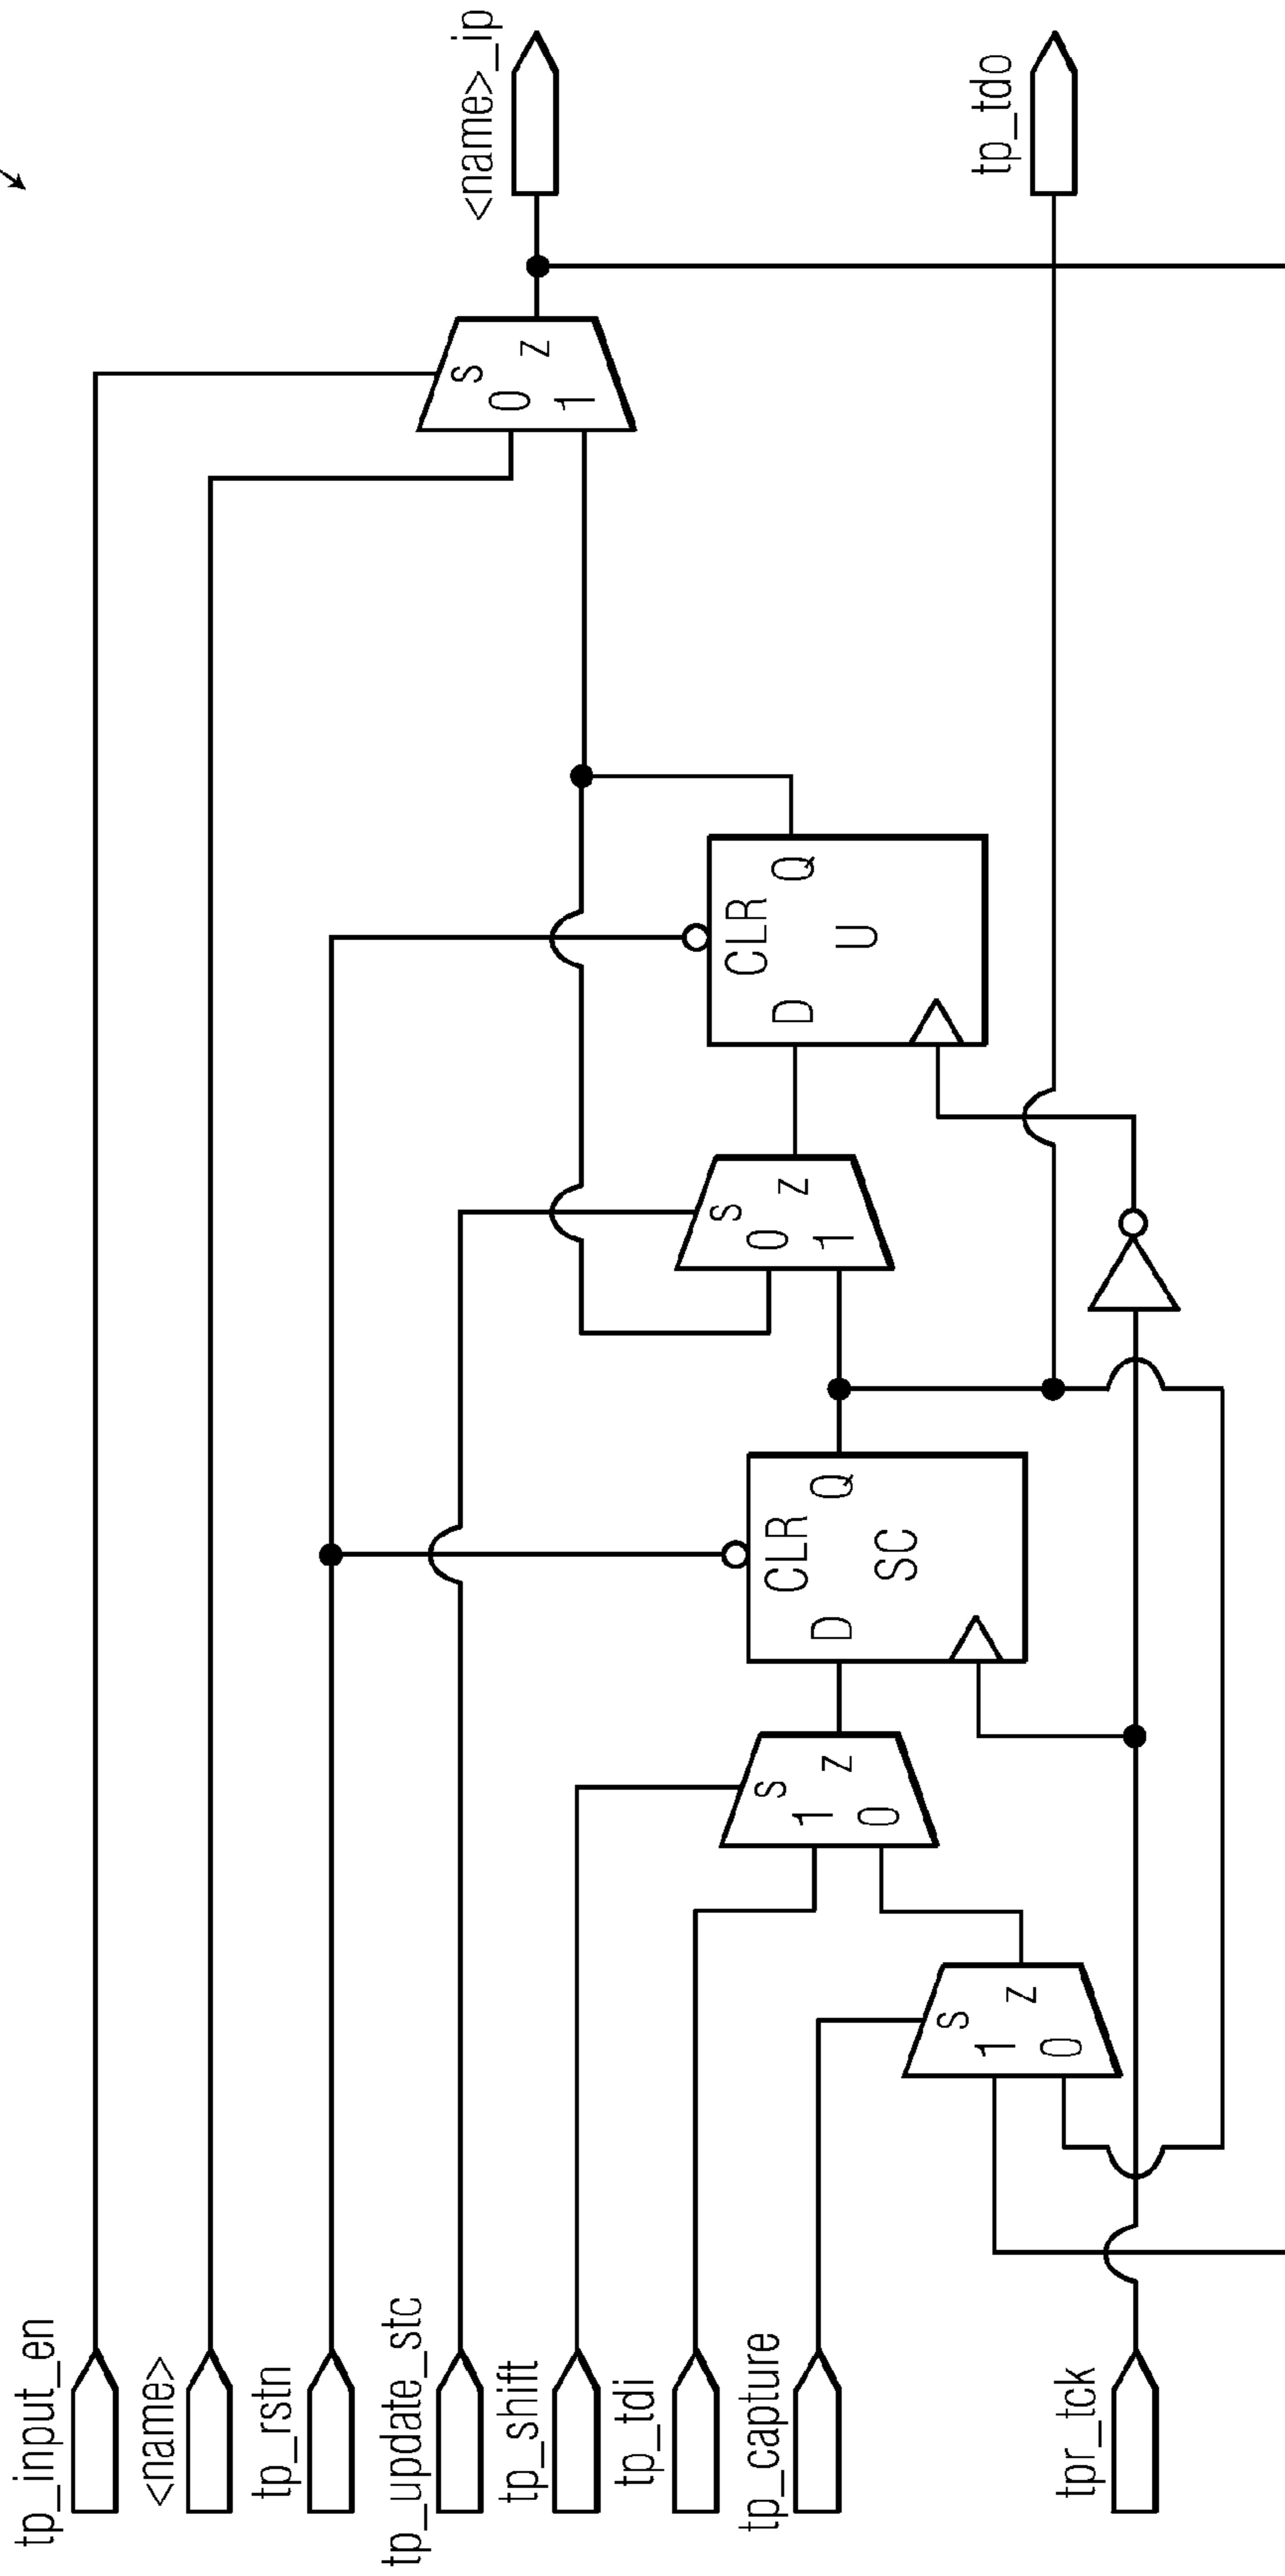 tp_input_en
<name>
tp_rstn
tp_update_stc
tp_shift
tp_tdi
tp_capture
tpr_tck
s
1
0
z
s
1
0
z
D
CLR
Q
SC
s
0
1
z
D
CLR
Q
U
s
0
1
z
<name>_ip
tp_tdo